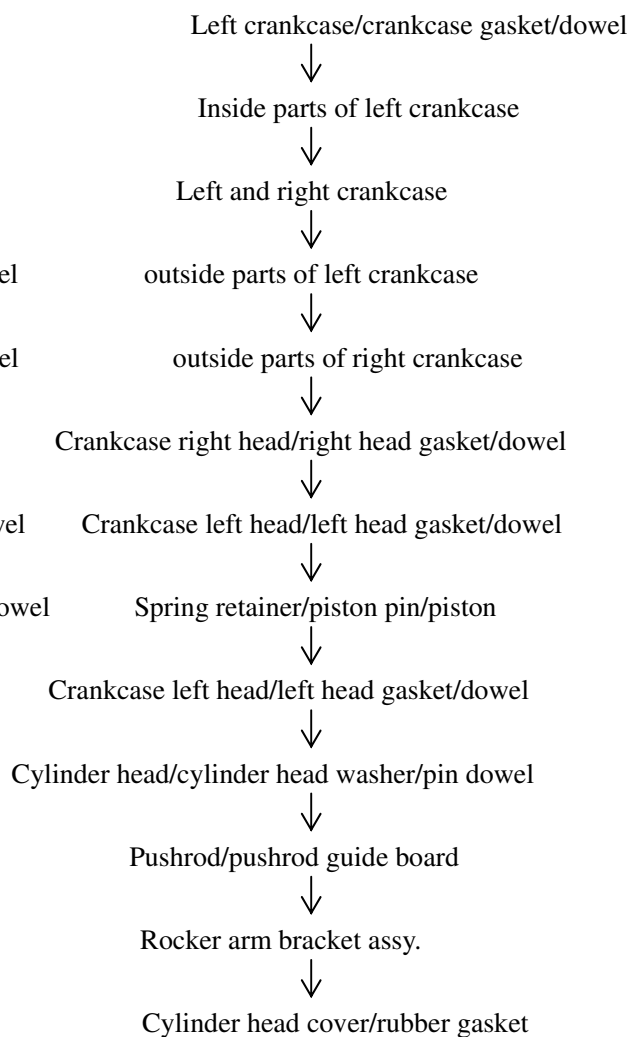 Left crankcase/crankcase gasket/dowel
Inside parts of left crankcase
Left and right crankcase
outside parts of left crankcase
outside parts of right crankcase
Crankcase right head/right head gasket/dowel
Crankcase left head/left head gasket/dowel
Spring retainer/piston pin/piston
Crankcase left head/left head gasket/dowel
Cylinder head/cylinder head washer/pin dowel
Pushrod/pushrod guide board
Rocker arm bracket assy.
Cylinder head cover/rubber gasket